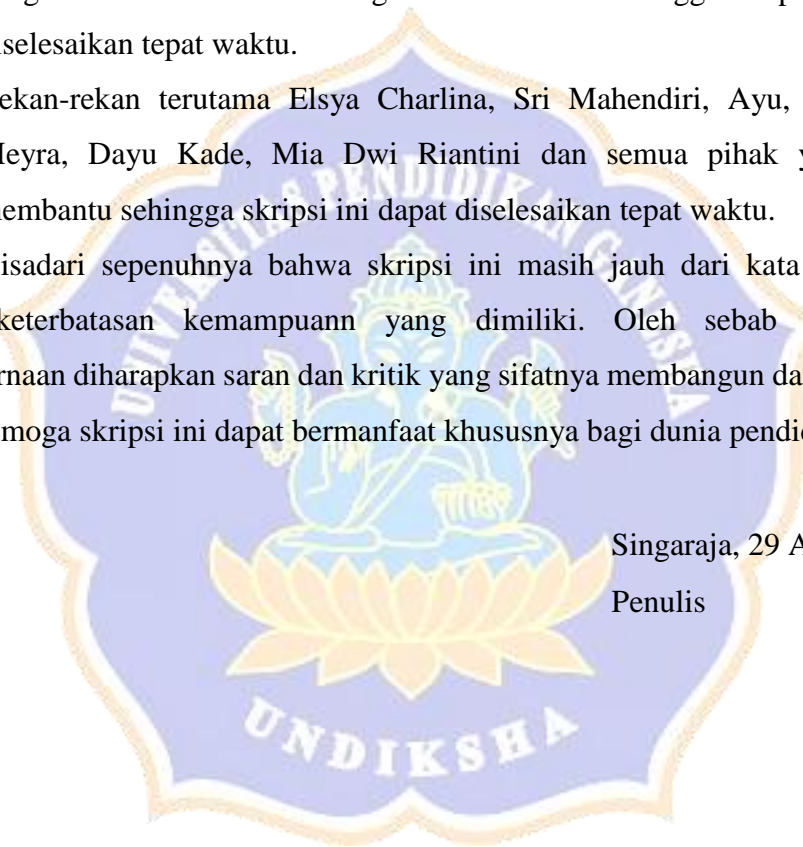 iselesaikan tepat waktu.
ekan-rekan terutama Elsya Charlina, Sri Mahendiri, Ayu,
Meyra, Dayu Kade, Mia Dwi Riantini dan semua pihak y
membantu sehingga skripsi ini dapat diselesaikan tepat waktu.
isadari sepenuhnya bahwa skripsi ini masih jauh dari kata
keterbatasan kemampuann yang dimiliki. Oleh sebab
rnaan diharapkan saran dan kritik yang sifatnya membangun da
moga skripsi ini dapat bermanfaat khususnya bagi dunia pendid
Singaraja, 29 A
Penulis
UNIVERSITAS PENDIDIKAN GANESHA
UNDIKSHA